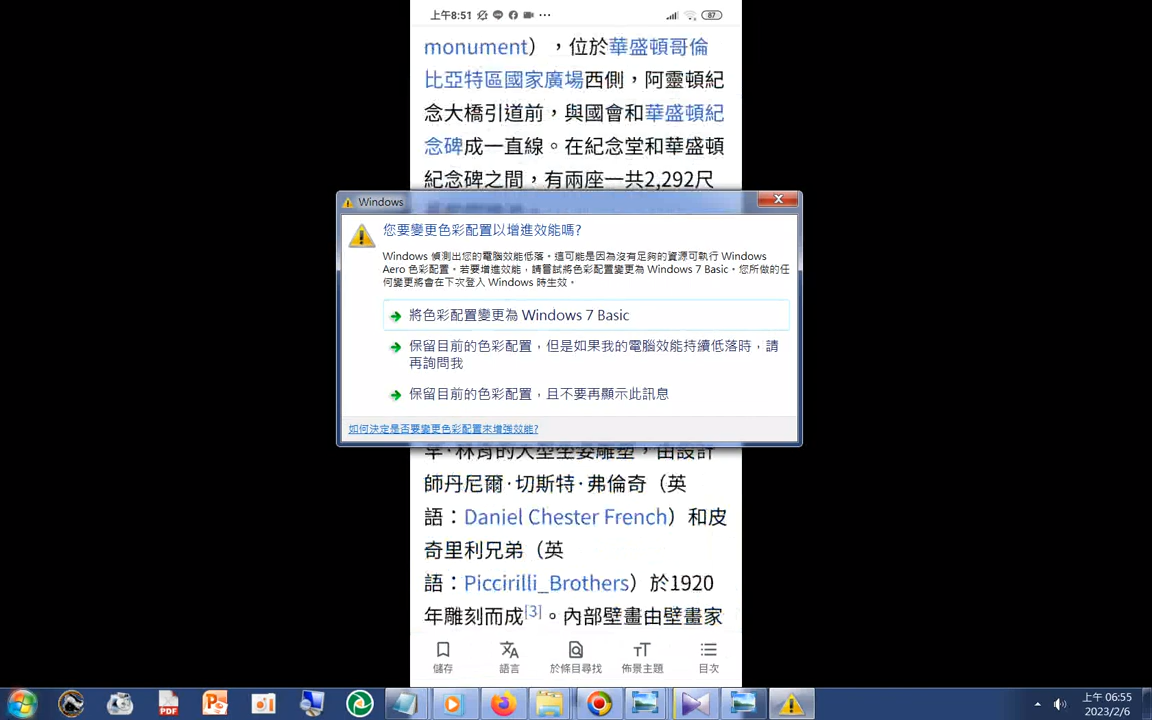 上午8:51
87
monument），位於華盛頓哥倫
比亞特區國家廣場西側，阿靈頓紀
念大橋引道前，與國會和華盛頓紀
念碑成一直線。在紀念堂和華盛頓
紀念碑之間，有兩座一共2,292尺
Windows
您要變更色彩配置以增進效能嗎?
Windows 偵測出您的電腦效能低落。這可能是因為沒有足夠的資源可執行 Windows
Aero 色彩配置。若要增進效能，請嘗試將色彩配置變更為 Windows 7 Basic。您所做的任
何變更將會在下次登入 Windows 時生效。
將色彩配置變更為 Windows 7 Basic
保留目前的色彩配置，但是如果我的電腦效能持續低落時，請
再詢問我
保留目前的色彩配置，且不要再顯示此訊息
如何決定是否要變更色彩配置來增強效能?
林肯的大型坐姿雕塑，由設計
師丹尼爾·切斯特·弗倫奇（英
語：Daniel Chester French）和皮
奇里利兄弟（英
語：Piccirilli_Brothers）於1920
年雕刻而成[3]。內部壁畫由壁畫家
儲存
語言
於條目尋找
佈景主題
目次
上午 06:55
2023/2/6